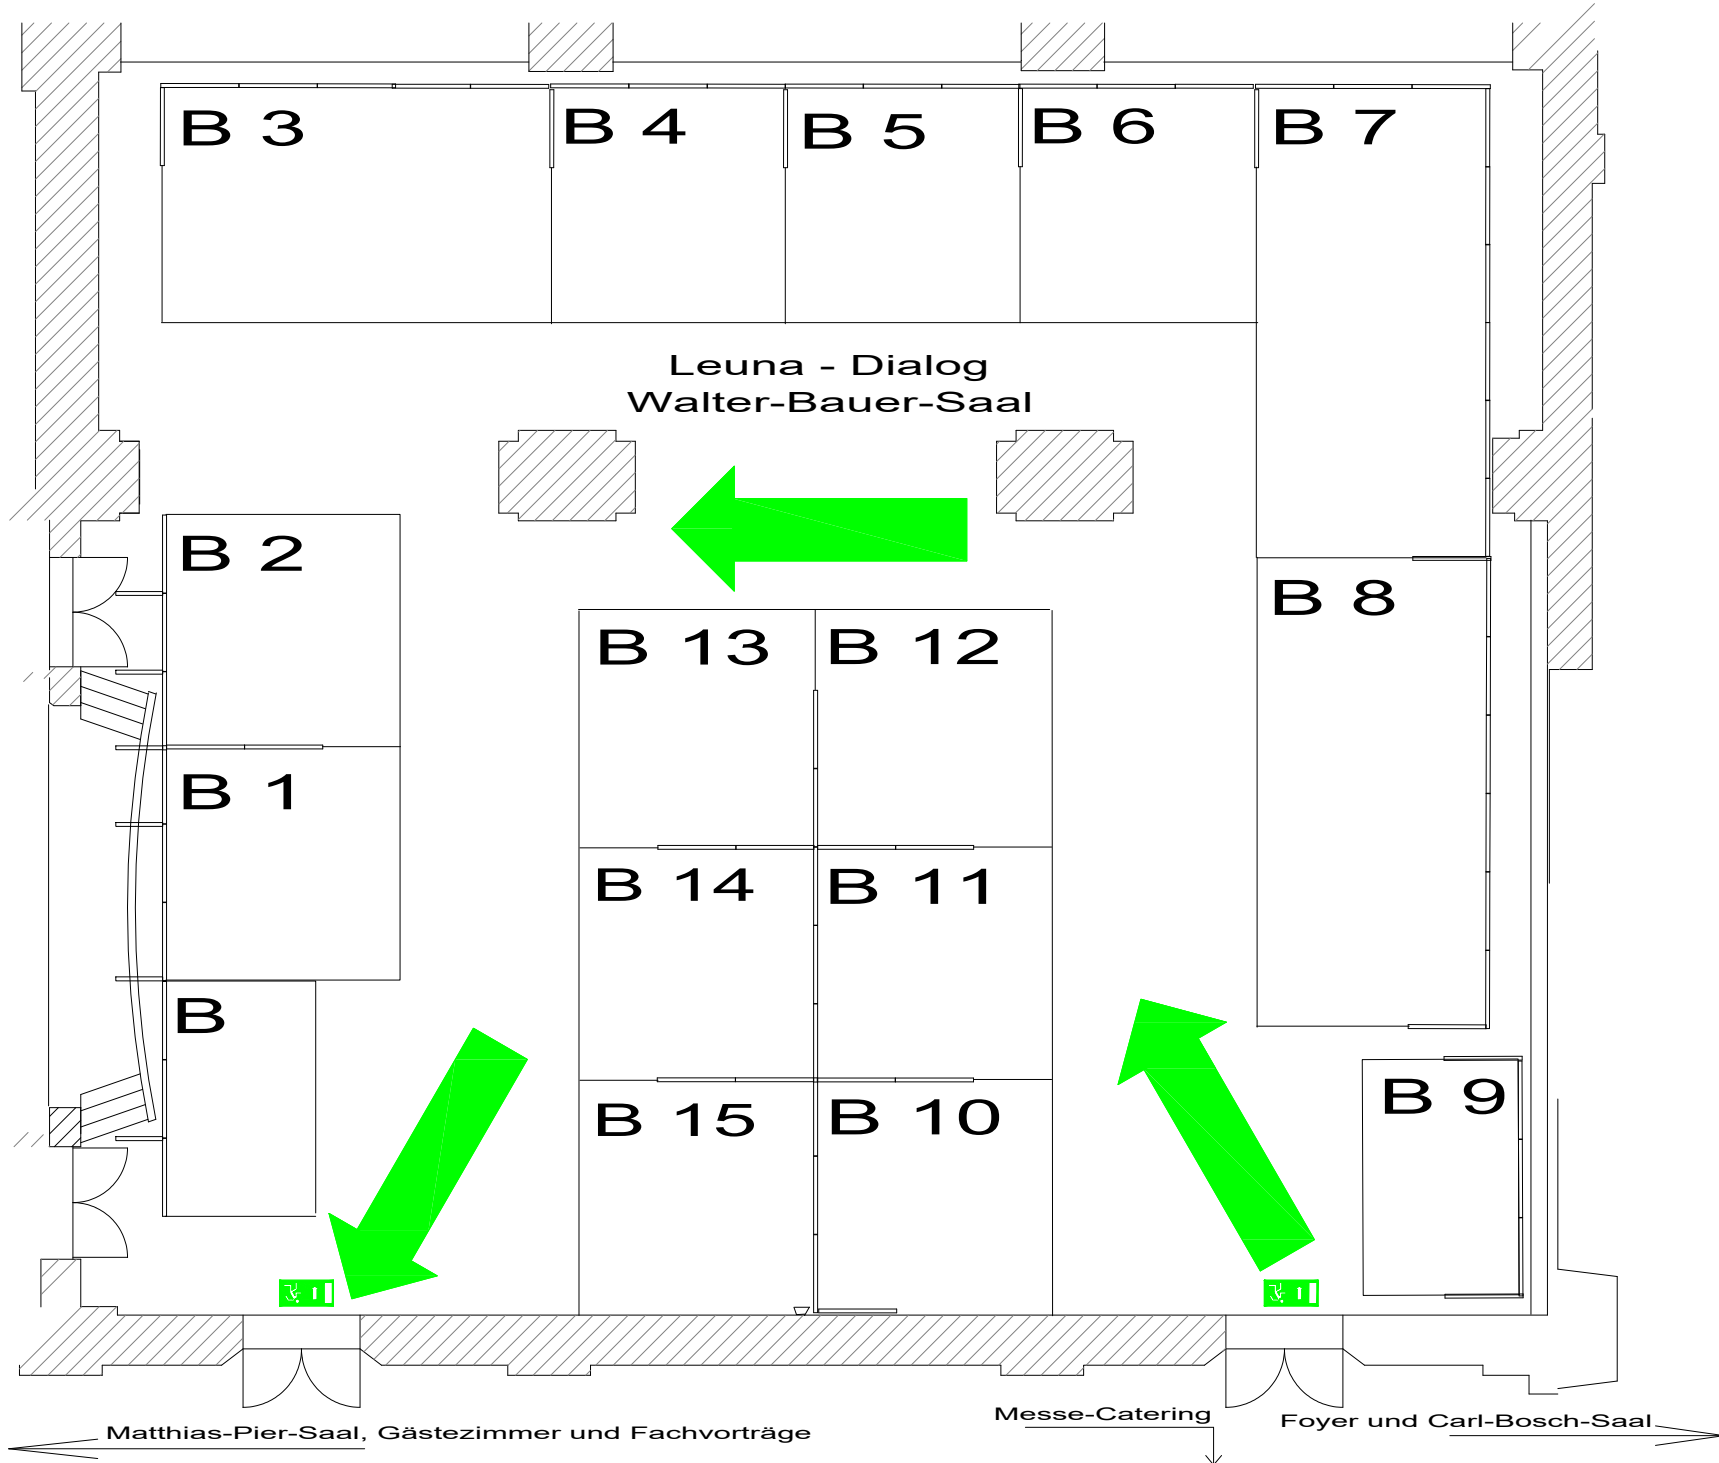 B 3
B 4
B 5
B 6
B 7
Leuna - Dialog
Walter-Bauer-Saal
B 2
B 8
B 13
B 12
B 1
B 14
B 11
B
B 9
B 15
B 10
Matthias-Pier-Saal, Gästezimmer und Fachvorträge
Messe-Catering
Foyer und Carl-Bosch-Saal